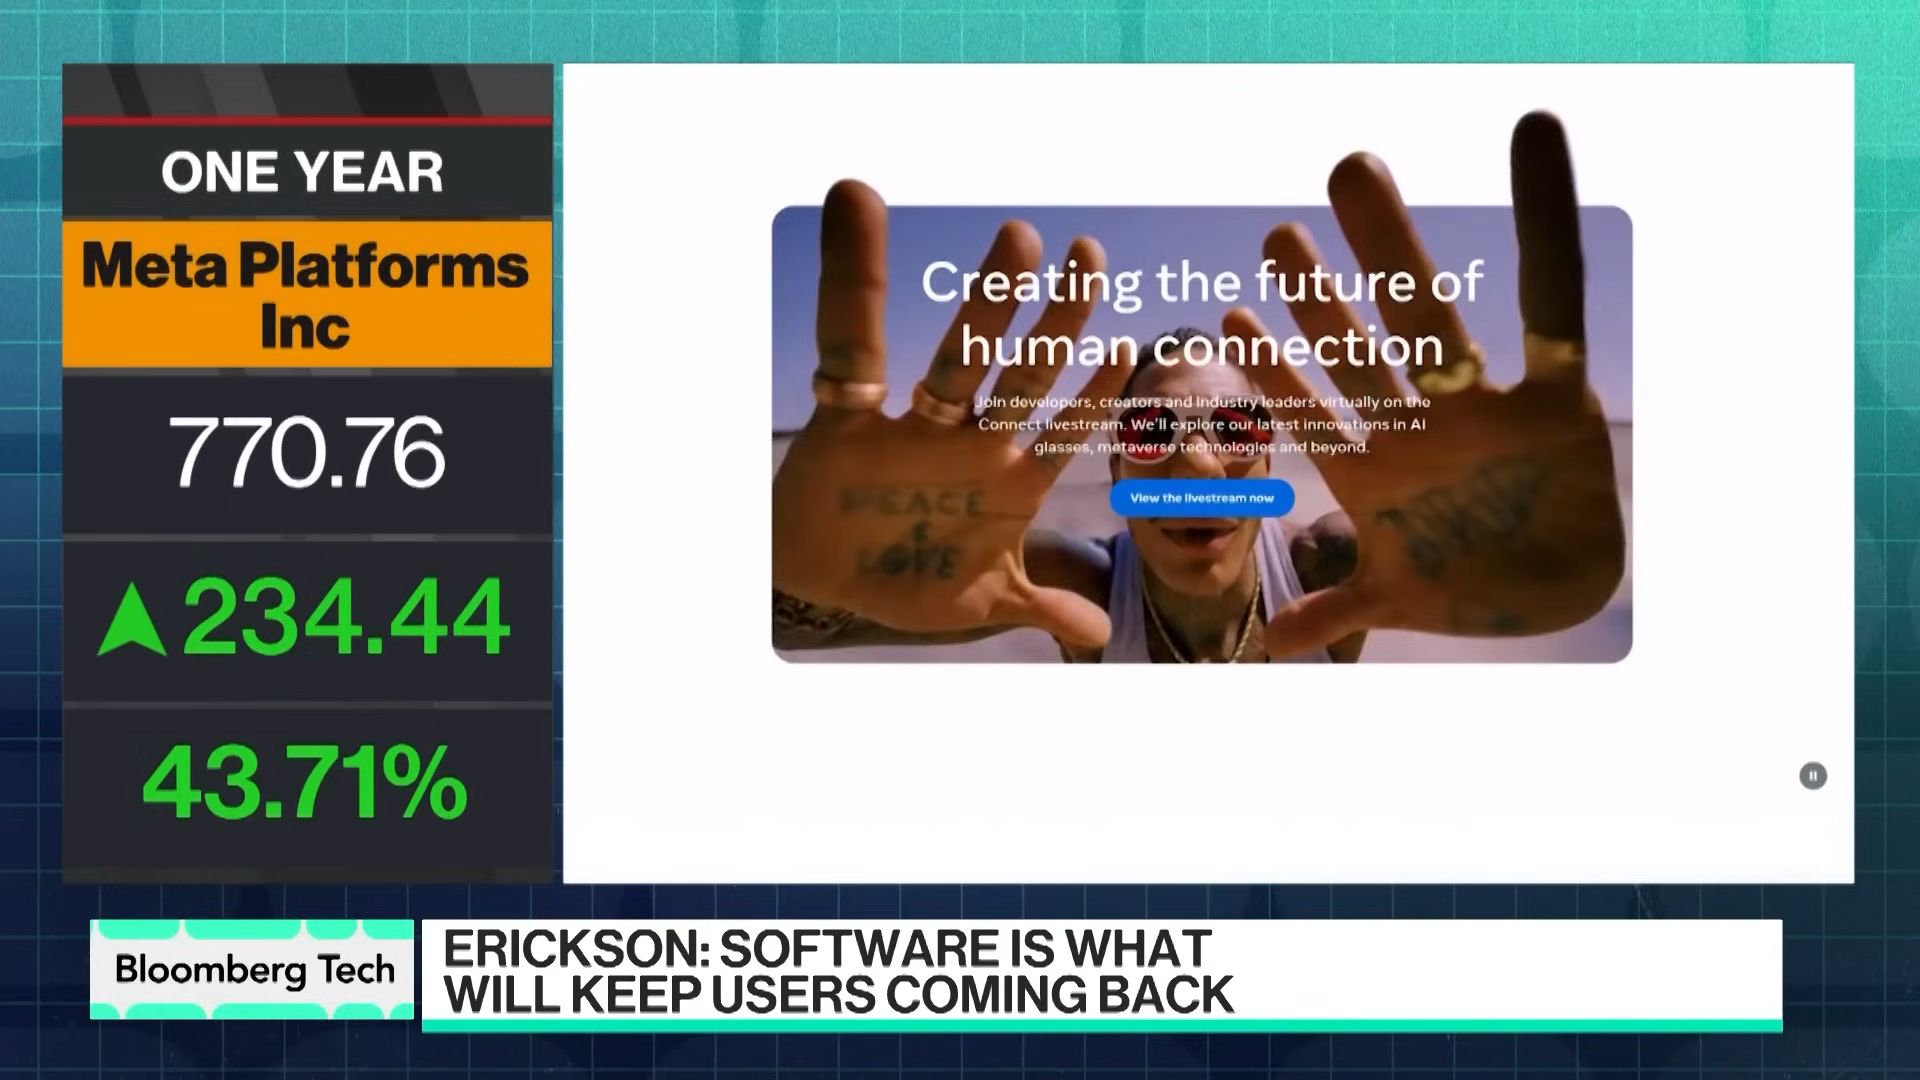 ONE YEAR
Meta Platforms
Inc
770.76
234.44
43.71%
Creating the future of
human connection
Join developers, creators and industry leaders virtually on the
Connect livestream. We'll explore our latest innovations in AI
glasses, metaverse technologies and beyond.
View the livestream now
PEACE
&
LOVE
Bloomberg Tech
ERICKSON: SOFTWARE IS WHAT
WILL KEEP USERS COMING BACK